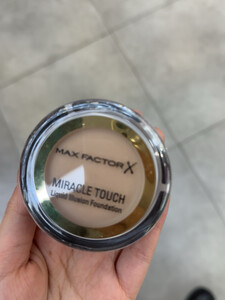 MAX FACTOR X
MIRACLE TOUCH
Liquid Illusion Foundation